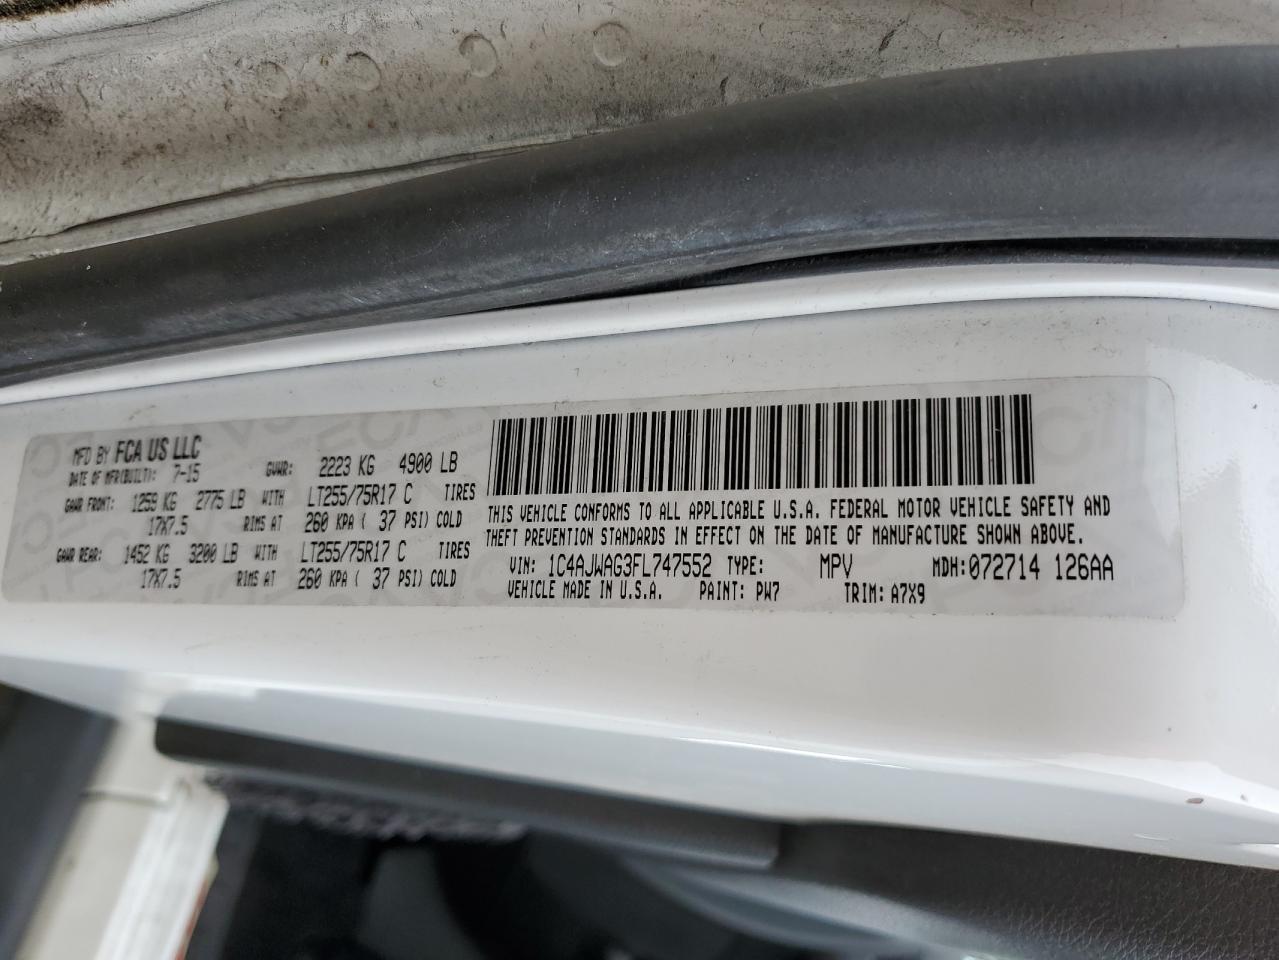 MFD BY FCA US LLC
DATE OF MFR(BUILT): 7-15 GVWR: 2223 KG 4900 LB
GAWR FRONT: 1259 KG 2775 LB WITH LT255/75R17 C TIRES
17X7.5 RIMS AT 260 KPA ( 37 PSI) COLD
GAWR REAR: 1452 KG 3200 LB WITH LT255/75R17 C TIRES
17X7.5 RIMS AT 260 KPA ( 37 PSI) COLD
THIS VEHICLE CONFORMS TO ALL APPLICABLE U.S.A. FEDERAL MOTOR VEHICLE SAFETY AND
THEFT PREVENTION STANDARDS IN EFFECT ON THE DATE OF MANUFACTURE SHOWN ABOVE.
VIN: 1C4AJWAG3FL747552 TYPE: MPV MDH: 072714 126AA
VEHICLE MADE IN U.S.A. PAINT: PW7 TRIM: A7X9